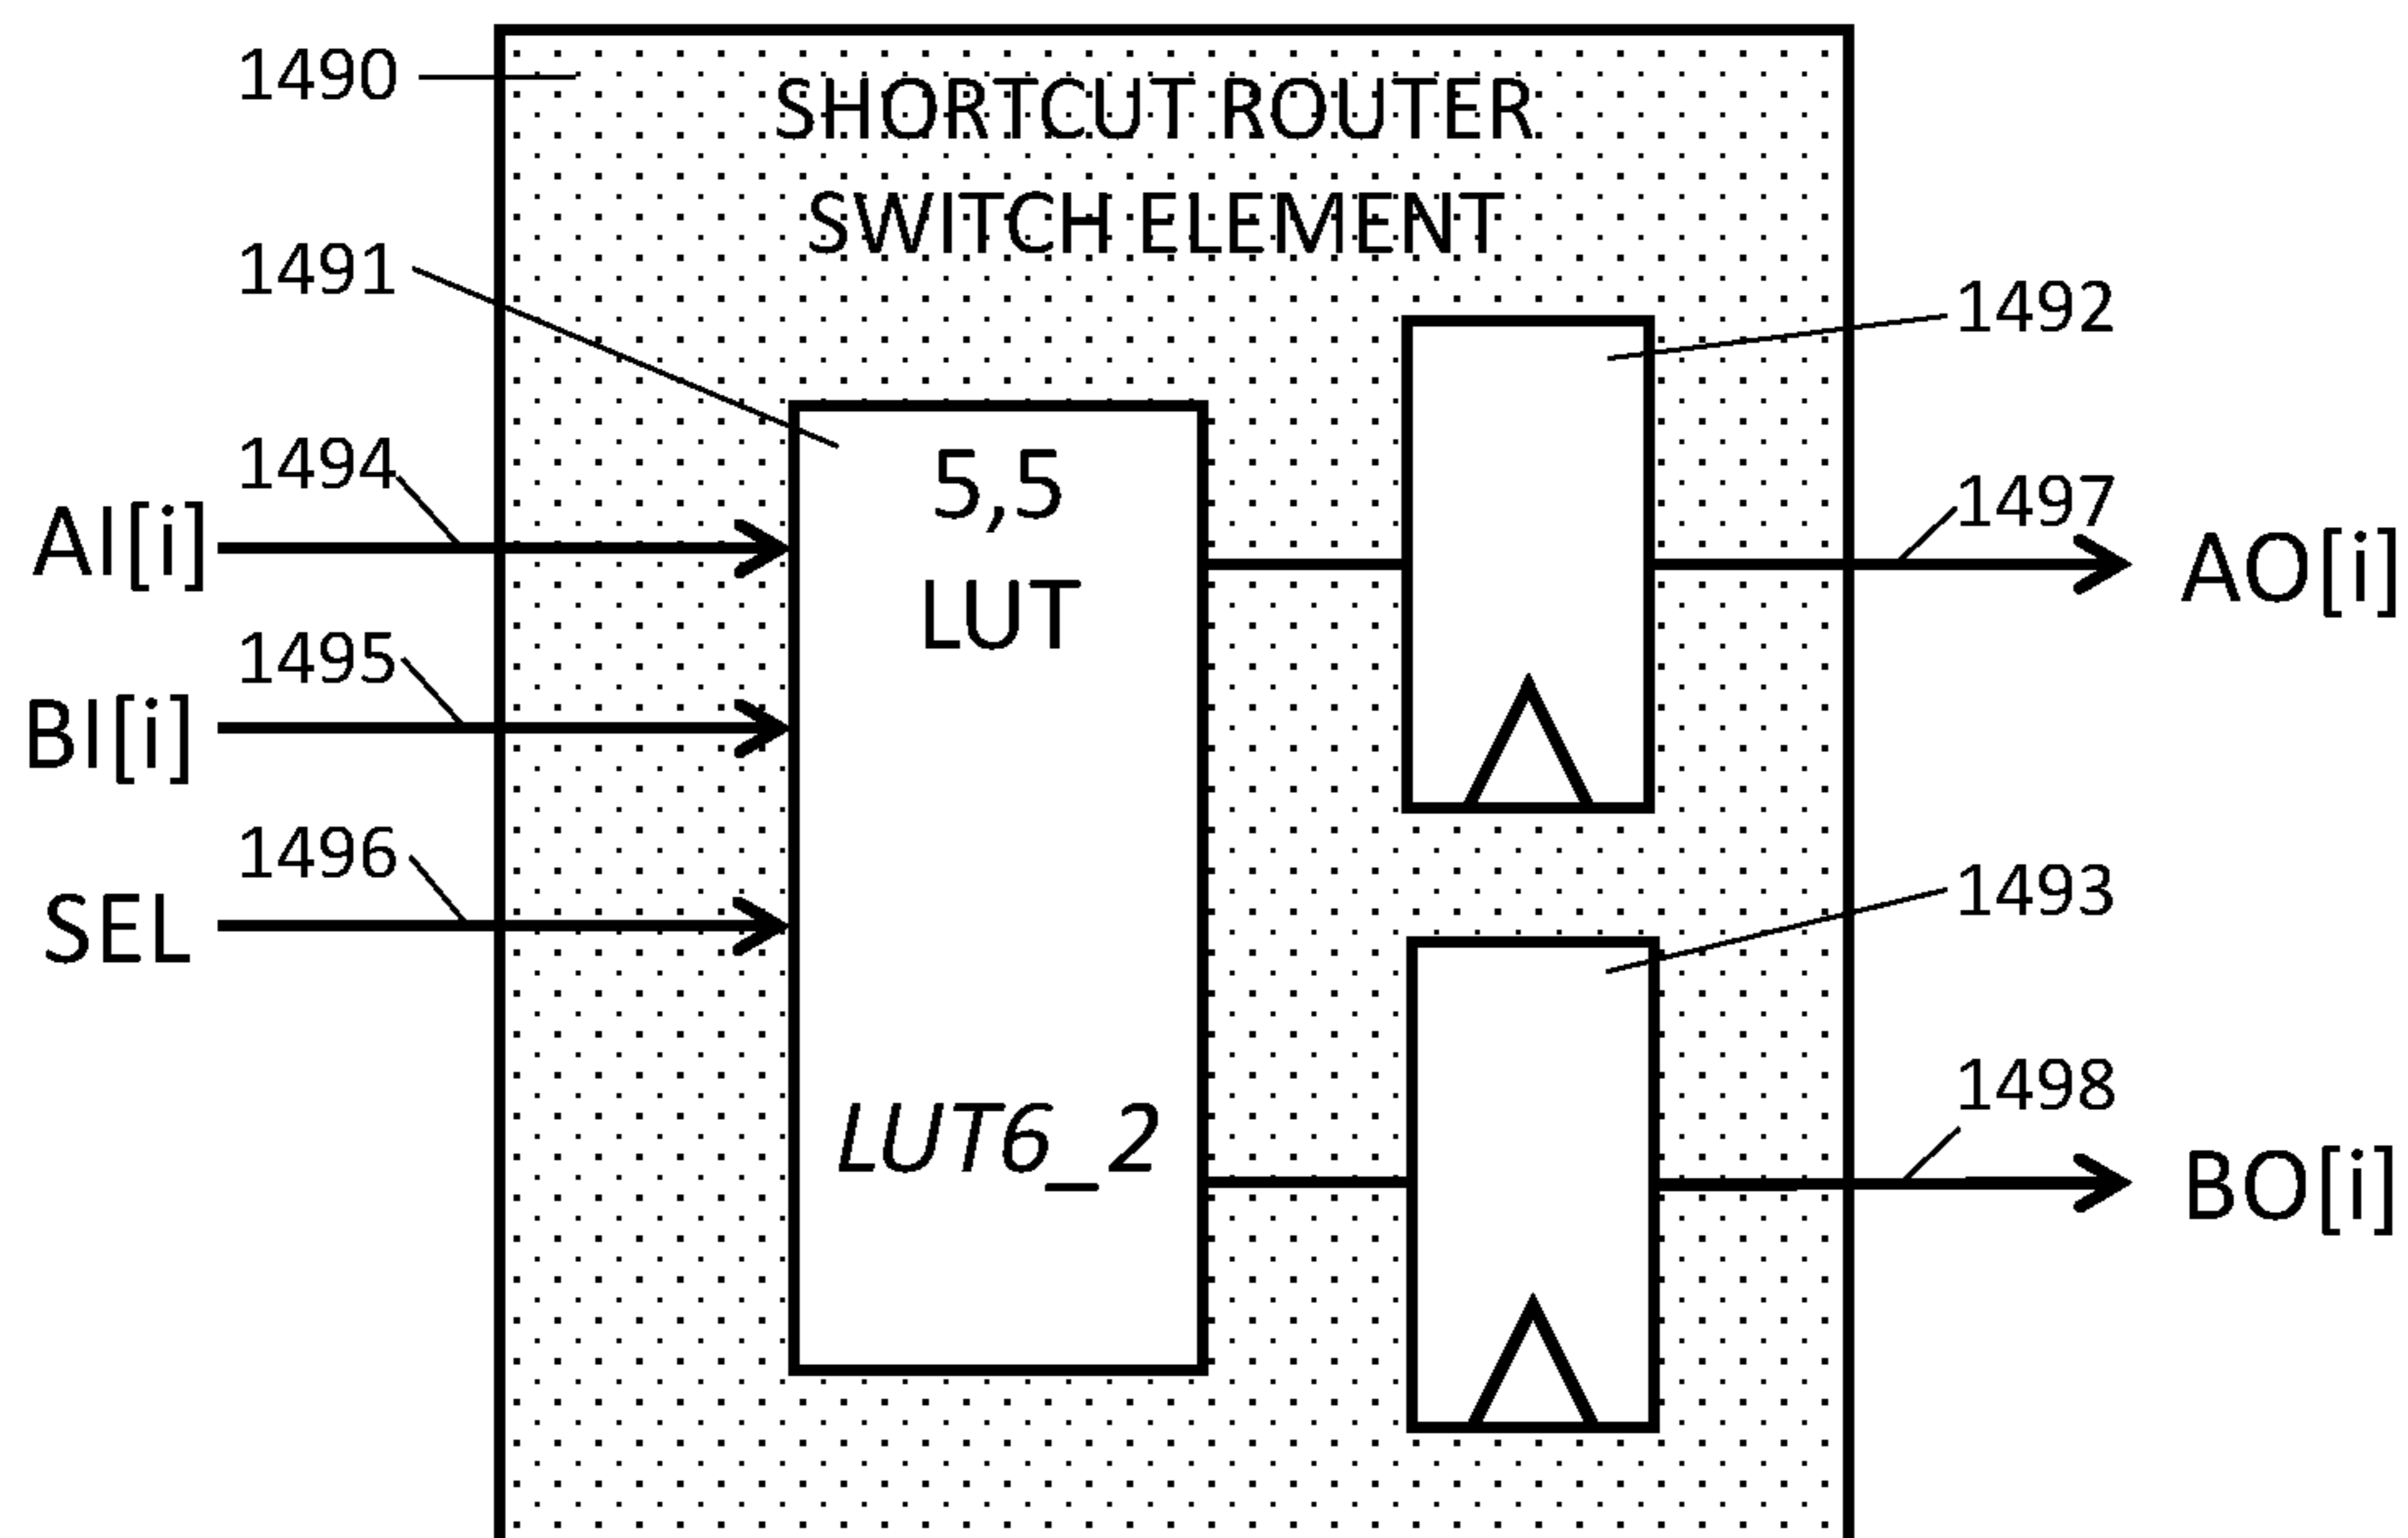 1490
SHORTCUT ROUTER
SWITCH ELEMENT
1491
1492
1494
5,5
LUT
1497
AI[i]
AO[i]
1495
BI[i]
1496
1493
SEL
1498
LUT6_2
BO[i]